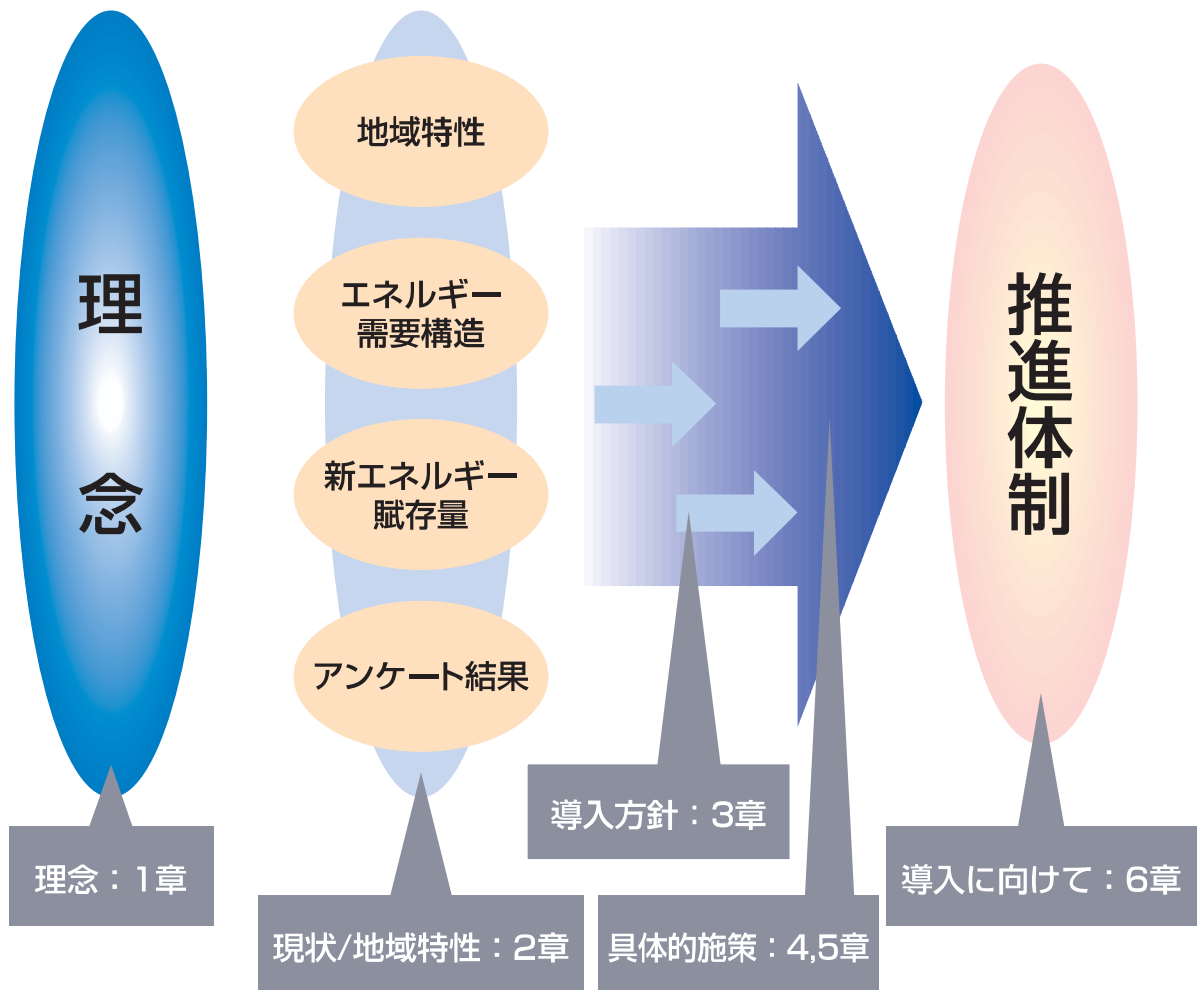 理念
地域特性
エネルギー
需要構造
新エネルギー
賦存量
アンケート結果
推進体制
理念：1章
現状/地域特性：2章
導入方針：3章
具体的施策：4,5章
導入に向けて：6章